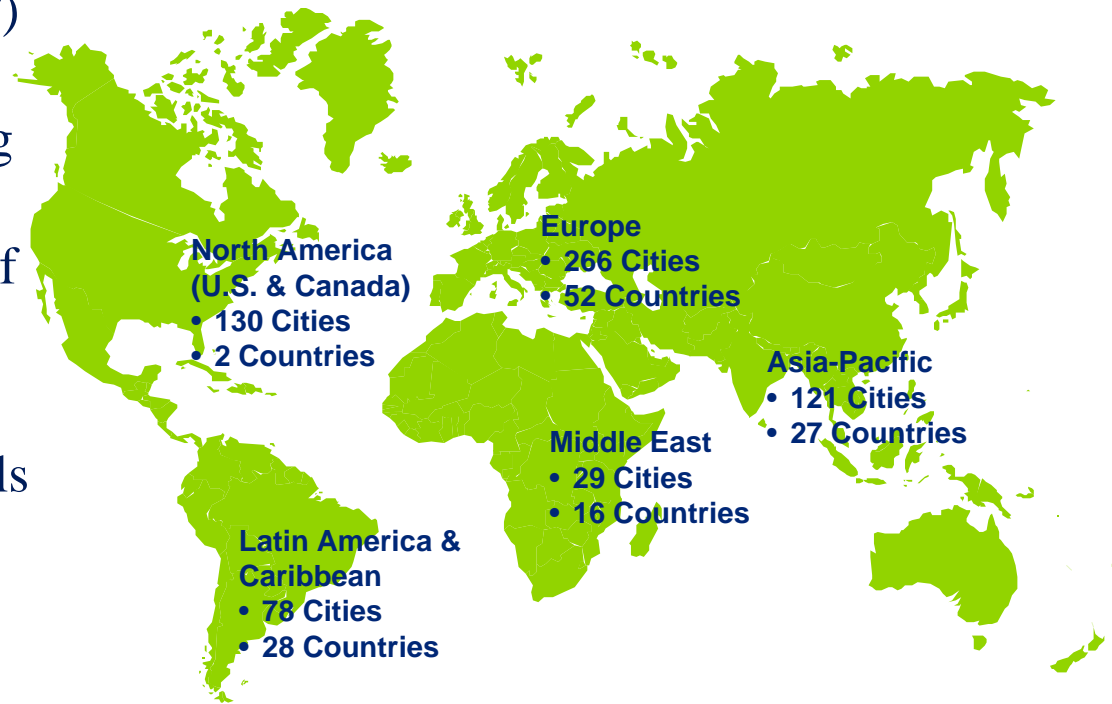 )
g
f
ls
North America
(U.S. & Canada)
• 130 Cities
• 2 Countries
Europe
• 266 Cities
• 52 Countries
Asia-Pacific
• 121 Cities
• 27 Countries
Middle East
• 29 Cities
• 16 Countries
Latin America &
Caribbean
• 78 Cities
• 28 Countries